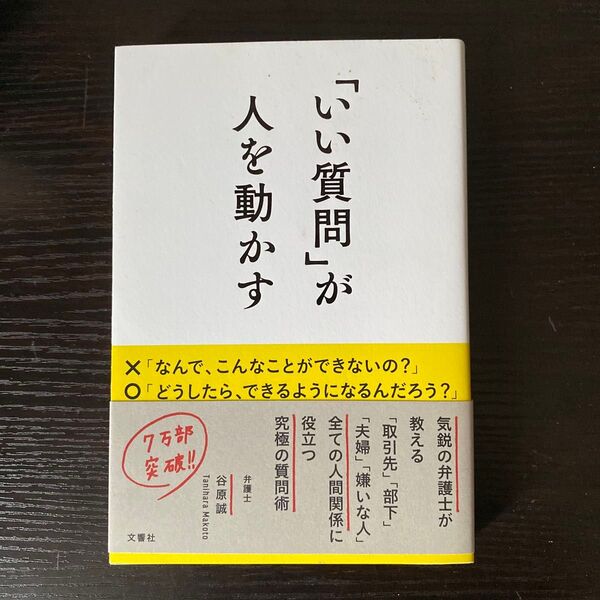 「いい質問」が
人を動かす
×「なんで、こんなことができないの？」
○「どうしたら、できるようになるんだろう？」
気鋭の弁護士が
教える
「取引先」「部下」
「夫婦」「嫌いな人」
全ての人間関係に
役立つ
究極の質問術
弁護士
谷原誠
Tanihara Makoto
7万部
突破!!
文響社